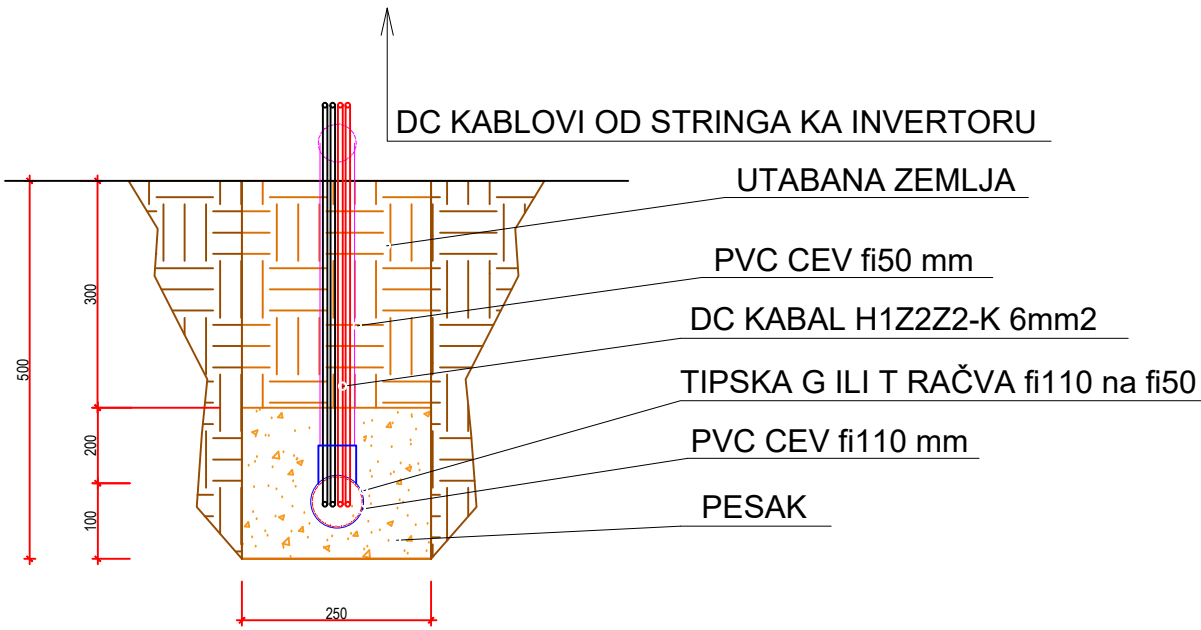 DC KABLOVI OD STRINGA KA INVERTORU
UTABANA ZEMLJA
PVC CEV fi50 mm
300
DC KABAL H1Z2Z2-K 6mm2
500
TIPSKA G ILI T RAČVA fi110 na fi50
200
PVC CEV fi110 mm
PESAK
100
250